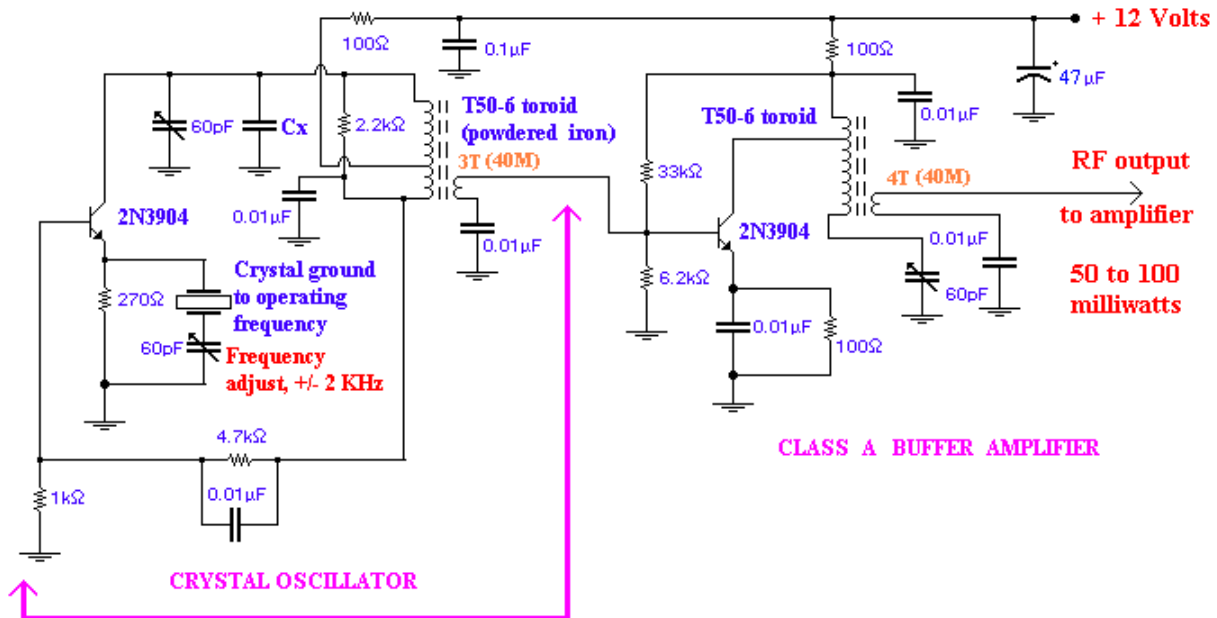 + 12 Volts
100Ω
0.1µF
100Ω
47µF
+
60pF
Cx
2.2kΩ
T50-6 toroid
(powdered iron)
3T (40M)
T50-6 toroid
0.01µF
33kΩ
4T (40M)
RF output
to amplifier
50 to 100
milliwatts
2N3904
0.01µF
0.01µF
2N3904
0.01µF
6.2kΩ
60pF
270Ω
Crystal ground
to operating
frequency
0.01µF
100Ω
60pF
Frequency
adjust, +/- 2 KHz
4.7kΩ
0.01µF
1kΩ
CLASS A BUFFER AMPLIFIER
CRYSTAL OSCILLATOR